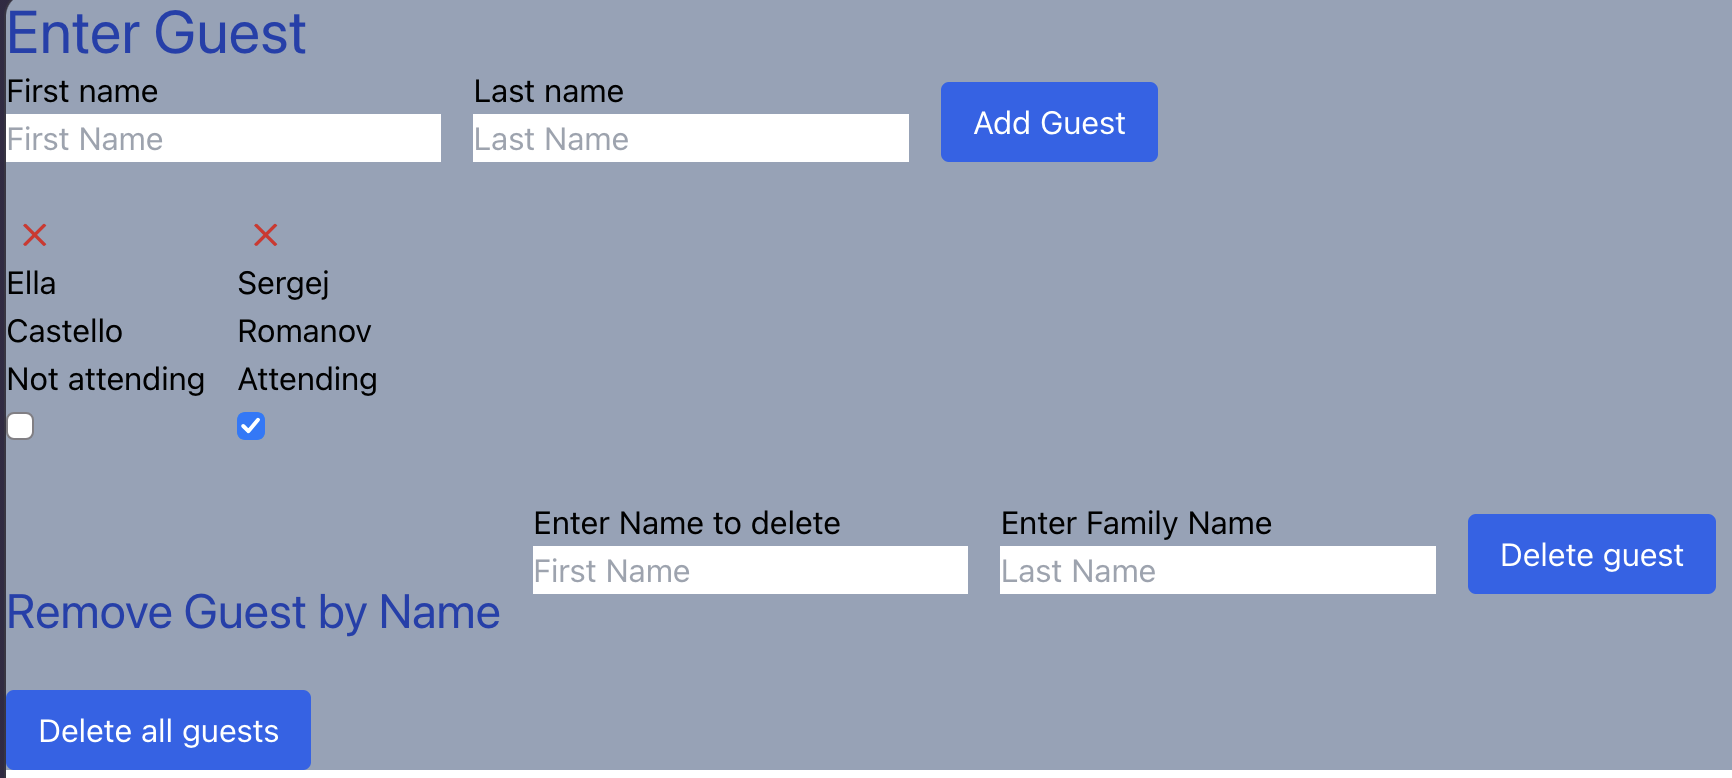 Enter Guest
First name Last name
First Name Last Name Add Guest
Ella Sergej
Castello Romanov
Not attending Attending
Enter Name to delete Enter Family Name
First Name Last Name Delete guest
Remove Guest by Name
Delete all guests